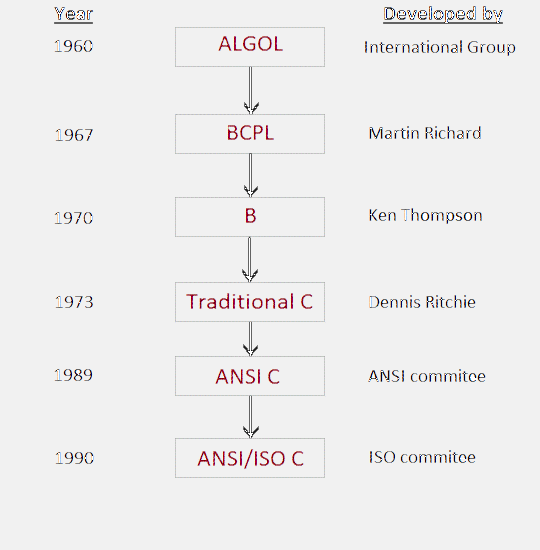 Year Developed by
1960 ALGOL International Group
1967 BCPL Martin Richard
1970 B Ken Thompson
1973 Traditional C Dennis Ritchie
1989 ANSI C ANSI commitee
1990 ANSI/ISO C ISO commitee